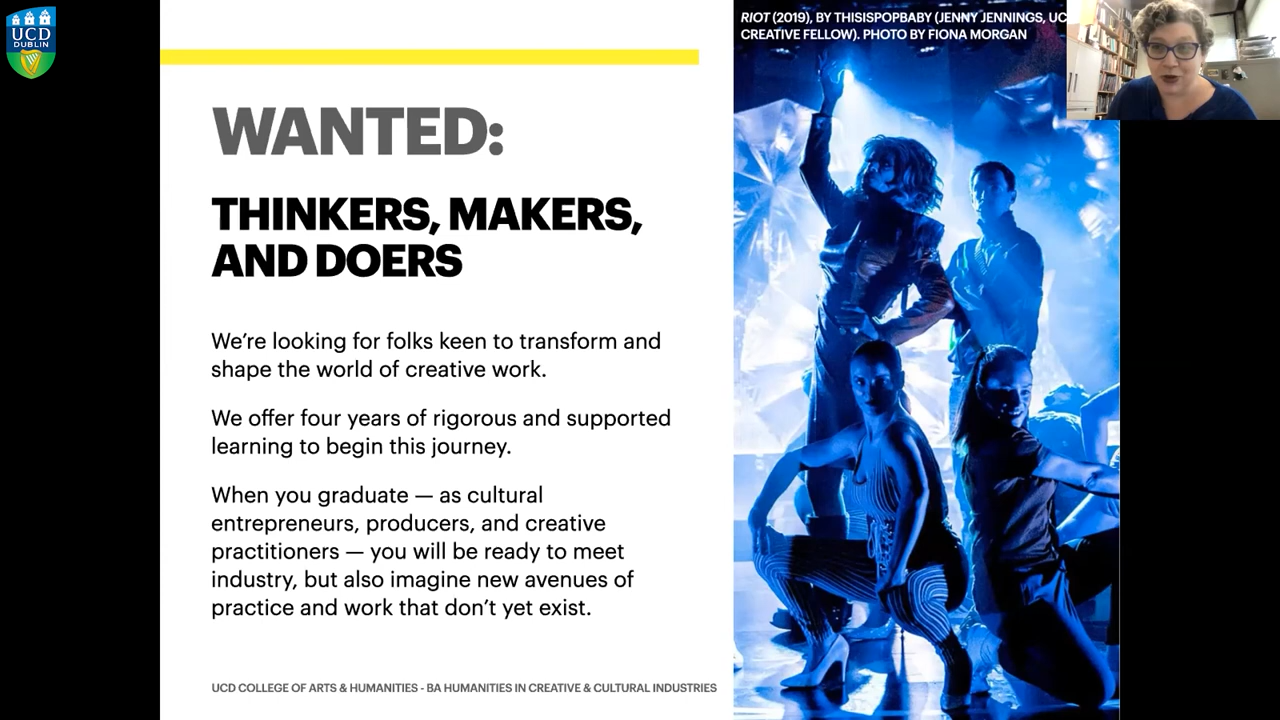 UCD
DUBLIN
RIOT (2019), BY THISISPOPBABY (JENNY JENNINGS, UC
CREATIVE FELLOW). PHOTO BY FIONA MORGAN
WANTED:
THINKERS, MAKERS,
AND DOERS
We’re looking for folks keen to transform and
shape the world of creative work.
We offer four years of rigorous and supported
learning to begin this journey.
When you graduate — as cultural
entrepreneurs, producers, and creative
practitioners — you will be ready to meet
industry, but also imagine new avenues of
practice and work that don’t yet exist.
UCD COLLEGE OF ARTS & HUMANITIES - BA HUMANITIES IN CREATIVE & CULTURAL INDUSTRIES